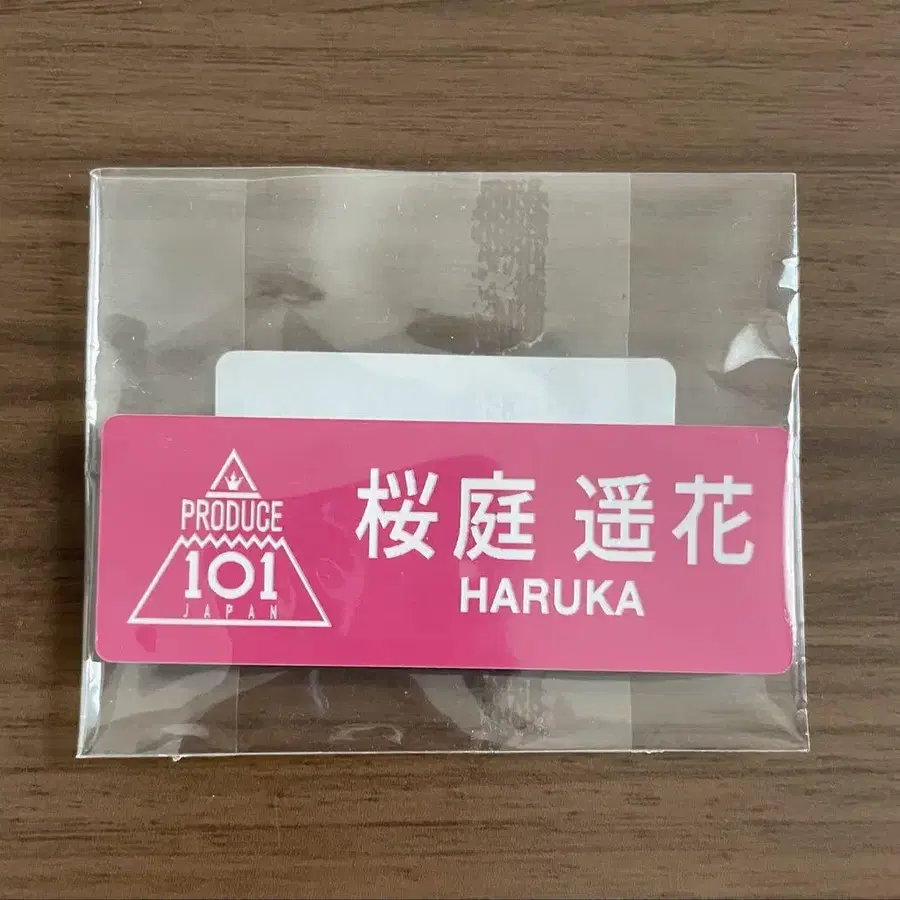 PRODUCE
101
JAPAN
桜庭 遥花
HARUKA